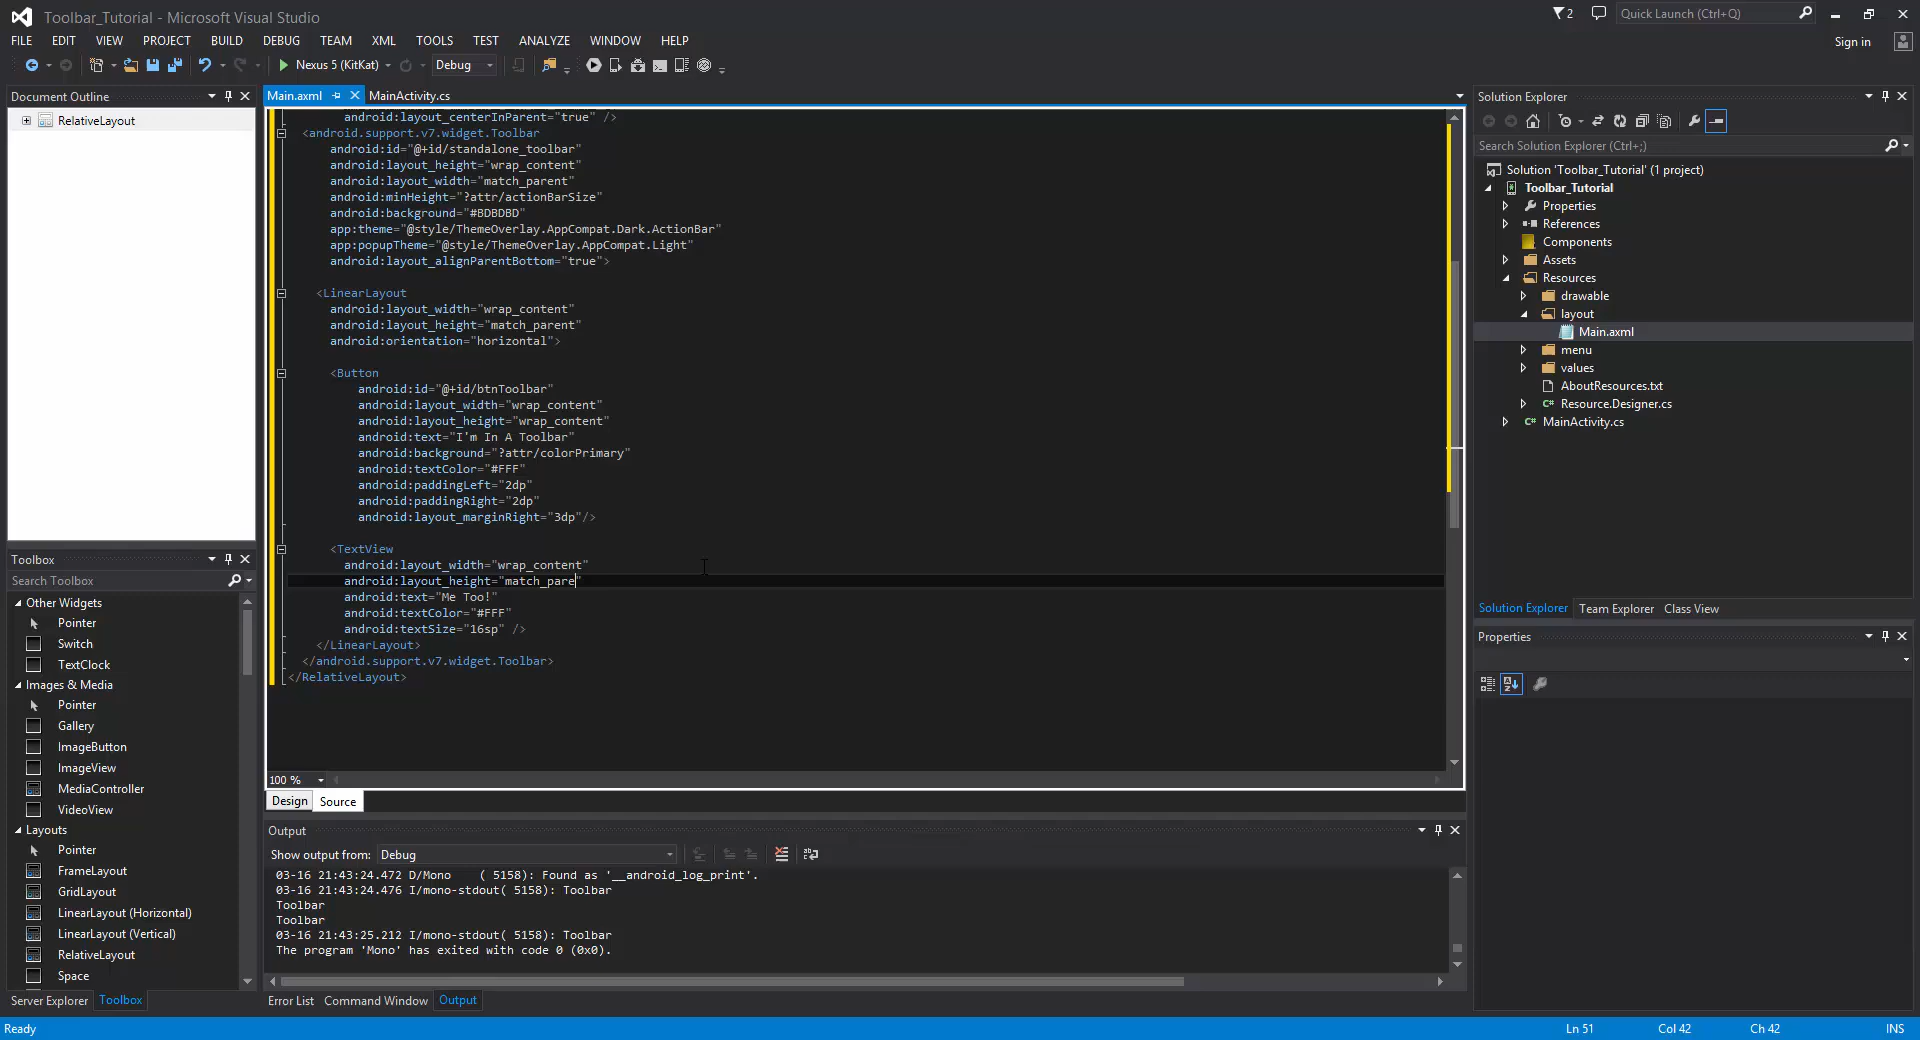 Toolbar_Tutorial - Microsoft Visual Studio
2
Quick Launch (Ctrl+Q)
FILE EDIT VIEW PROJECT BUILD DEBUG TEAM XML TOOLS TEST ANALYZE WINDOW HELP
Sign in
Nexus 5 (KitKat)
Debug
Document Outline
RelativeLayout
Main.axml
MainActivity.cs
android:layout_centerInParent="true" />
<android.support.v7.widget.Toolbar
android:id="@+id/standalone_toolbar"
android:layout_height="wrap_content"
android:layout_width="match_parent"
android:minHeight="?attr/actionBarSize"
android:background="#BDBDBD"
app:theme="@style/ThemeOverlay.AppCompat.Dark.ActionBar"
app:popupTheme="@style/ThemeOverlay.AppCompat.Light"
android:layout_alignParentBottom="true">
<LinearLayout
android:layout_width="wrap_content"
android:layout_height="match_parent"
android:orientation="horizontal">
<Button
android:id="@+id/btnToolbar"
android:layout_width="wrap_content"
android:layout_height="wrap_content"
android:text="I'm In A Toolbar"
android:background="?attr/colorPrimary"
android:textColor="#FFF"
android:paddingLeft="2dp"
android:paddingRight="2dp"
android:layout_marginRight="3dp"/>
<TextView
android:layout_width="wrap_content"
android:layout_height="match_pare"
android:text="Me Too!"
android:textColor="#FFF"
android:textSize="16sp" />
</LinearLayout>
</android.support.v7.widget.Toolbar>
</RelativeLayout>
100 %
Design
Source
Toolbox
Search Toolbox
Other Widgets
Pointer
Switch
TextClock
Images & Media
Pointer
Gallery
ImageButton
ImageView
MediaController
VideoView
Layouts
Pointer
FrameLayout
GridLayout
LinearLayout (Horizontal)
LinearLayout (Vertical)
RelativeLayout
Space
Server Explorer
Toolbox
Output
Show output from: Debug
03-16 21:43:24.472 D/Mono    ( 5158): Found as '__android_log_print'.
03-16 21:43:24.476 I/mono-stdout( 5158): Toolbar
Toolbar
Toolbar
03-16 21:43:25.212 I/mono-stdout( 5158): Toolbar
The program 'Mono' has exited with code 0 (0x0).
Error List
Command Window
Output
Solution Explorer
Search Solution Explorer (Ctrl+;)
Solution 'Toolbar_Tutorial' (1 project)
Toolbar_Tutorial
Properties
References
Components
Assets
Resources
drawable
layout
Main.axml
menu
values
AboutResources.txt
Resource.Designer.cs
MainActivity.cs
Solution Explorer
Team Explorer
Class View
Properties
Ready
Ln 51
Col 42
Ch 42
INS